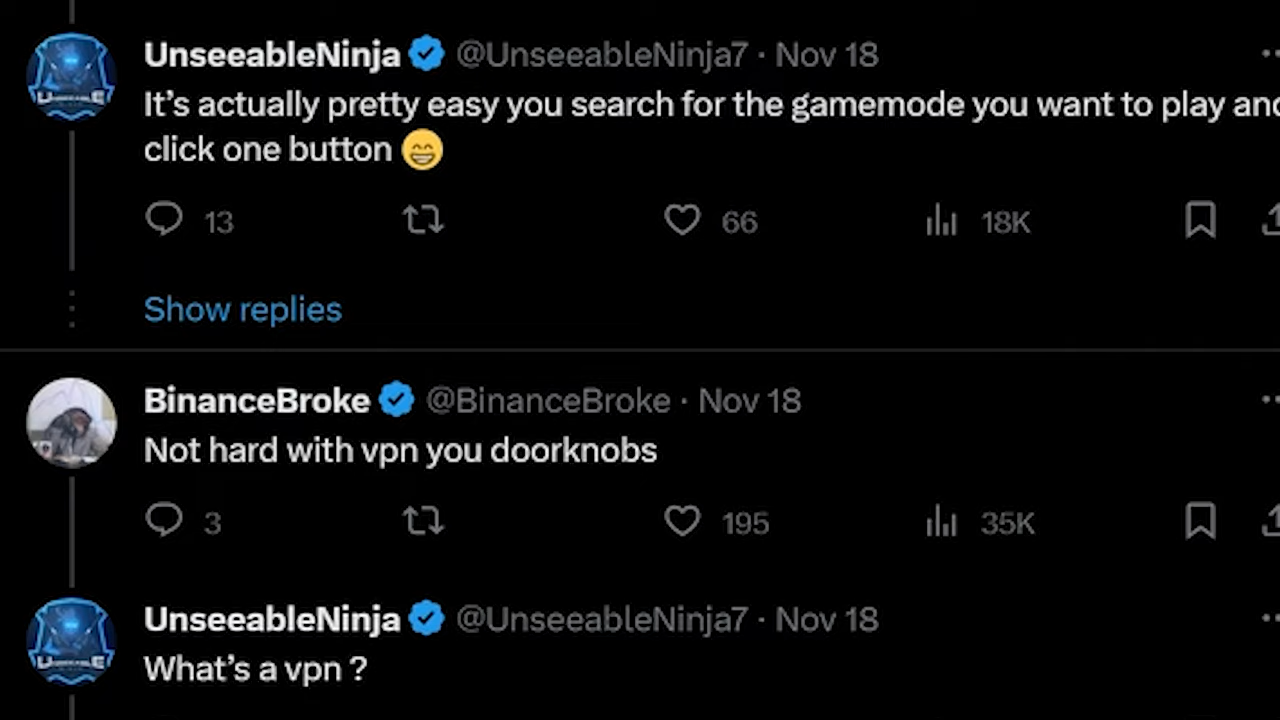 UnseeableNinja @UnseeableNinja7 · Nov 18
It’s actually pretty easy you search for the gamemode you want to play and
click one button 😁
13 66 18K
Show replies
BinanceBroke @BinanceBroke · Nov 18
Not hard with vpn you doorknobs
3 195 35K
UnseeableNinja @UnseeableNinja7 · Nov 18
What’s a vpn ?